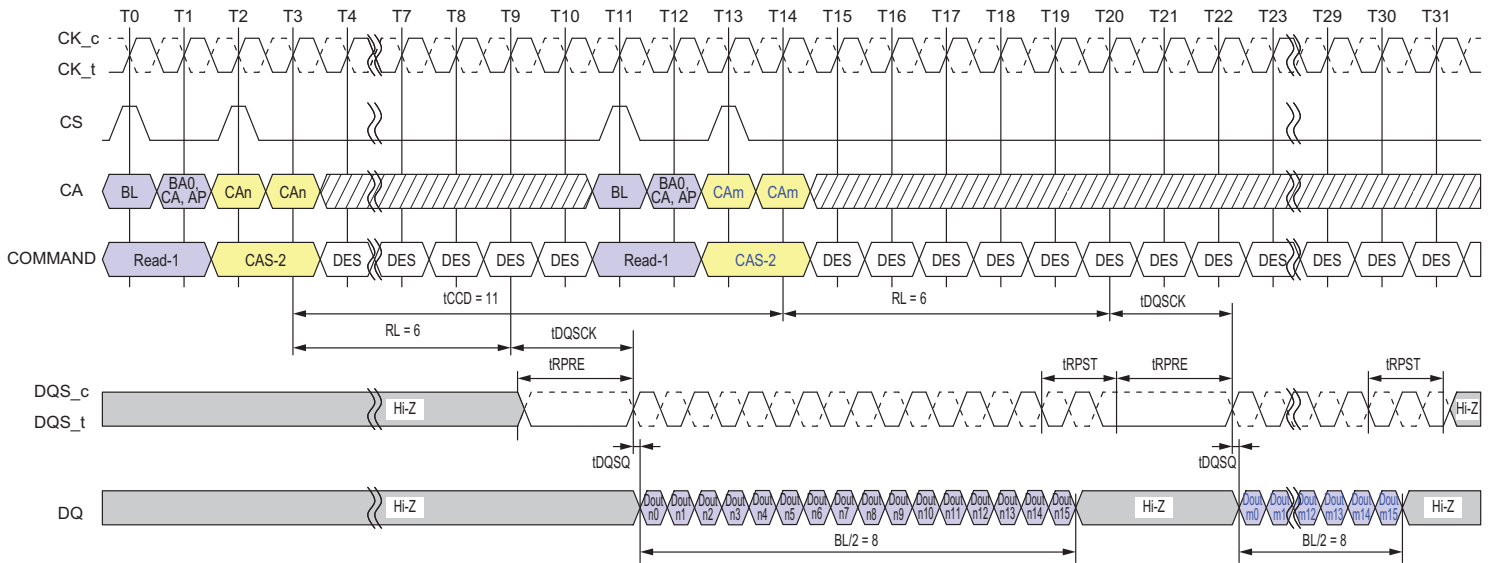 T0 T1 T2 T3 T4 T7 T8 T9 T10 T11 T12 T13 T14 T15 T16 T17 T18 T19 T20 T21 T22 T23 T29 T30 T31
CK_c
CK_t
CS
CA BL BA0, CA, AP CAn CAn BL BA0, CA, AP CAm CAm
COMMAND Read-1 CAS-2 DES DES DES DES DES Read-1 CAS-2 DES DES DES DES DES DES DES DES DES DES DES DES
tCCD = 11 RL = 6 tDQSCK
RL = 6 tDQSCK
tRPRE tRPST tRPRE tRPST
DQS_c
DQS_t
Hi-Z Hi-Z
tDQSQ tDQSQ
DQ Hi-Z Dout n0 Dout n1 Dout n2 Dout n3 Dout n4 Dout n5 Dout n6 Dout n7 Dout n8 Dout n9 Dout n10 Dout n11 Dout n12 Dout n13 Dout n14 Dout n15 Hi-Z Dout m0 Dout m1 Dout m12 Dout m13 Dout m14 Dout m15 Hi-Z
BL/2 = 8 BL/2 = 8